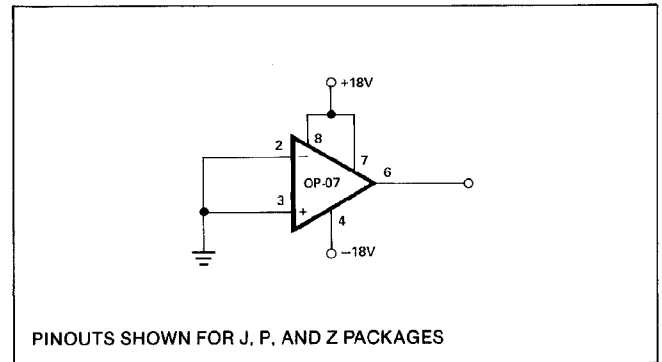 +18V
8
2
−
7
6
OP-07
3
+
4
−18V
PINOUTS SHOWN FOR J, P, AND Z PACKAGES